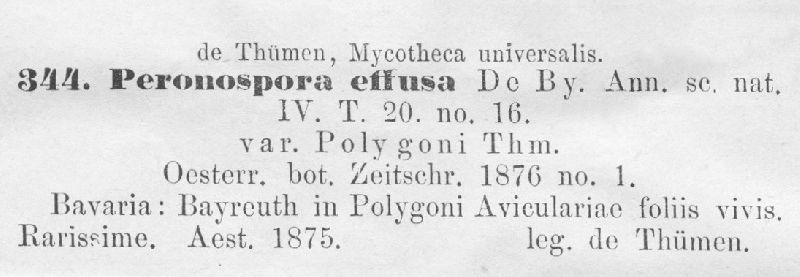 de Thümen, Mycotheca universalis.
344. Peronospora effusa De By. Ann. sc. nat.
IV. T. 20. no. 16.
var. Polygoni Thm.
Oesterr. bot. Zeitschr. 1876 no. 1.
Bavaria: Bayreuth in Polygoni Aviculariae foliis vivis.
Rarissime. Aest. 1875. leg. de Thümen.